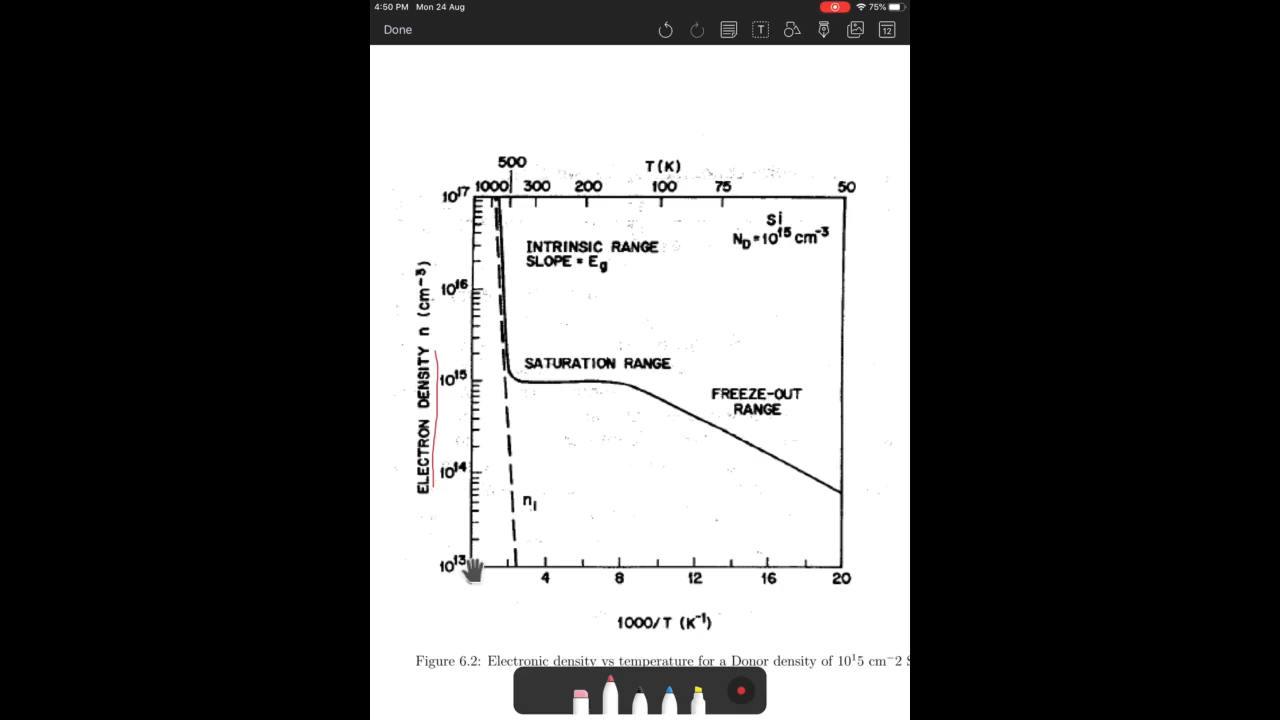 4:50 PM Mon 24 Aug
75%
Done
T
12
500
T(K)
1000 300 200 100 75 50
10¹⁷
Si
N_D = 10¹⁵ cm⁻³
INTRINSIC RANGE
SLOPE = E_g
10¹⁶
SATURATION RANGE
10¹⁵
FREEZE-OUT
RANGE
10¹⁴
n_i
10¹³
ELECTRON DENSITY n (cm⁻³)
4 8 12 16 20
1000/T (K⁻¹)
Figure 6.2: Electronic density vs temperature for a Donor density of 10¹5 cm⁻2 S